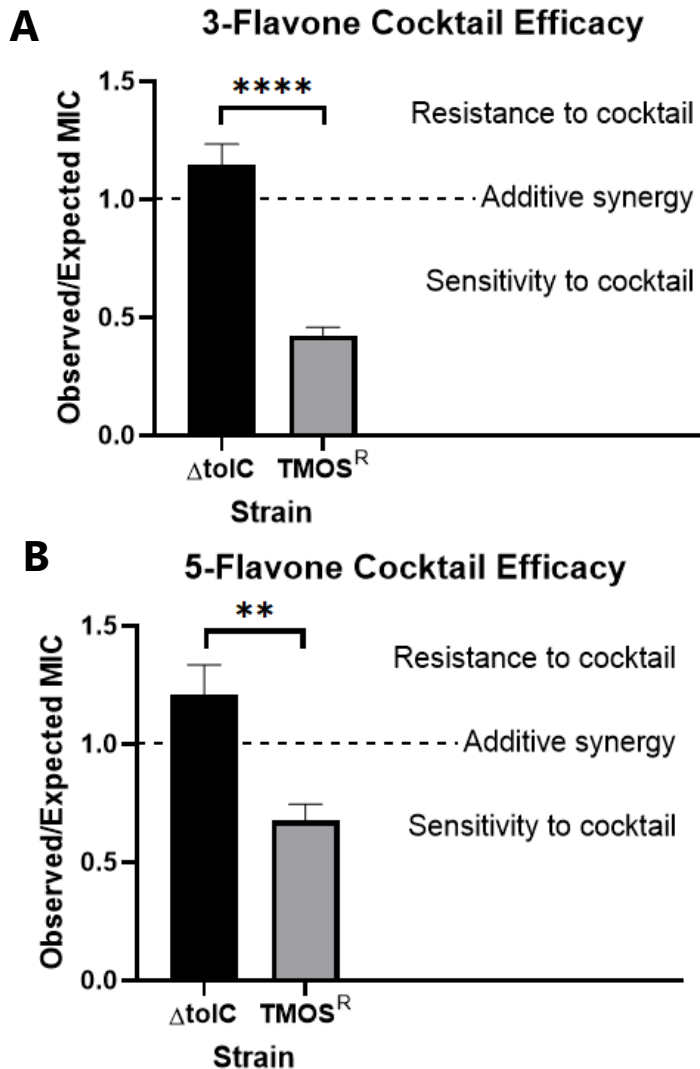 A
3-Flavone Cocktail Efficacy
Observed/Expected MIC
1.5
1.0
0.5
0.0
****
Resistance to cocktail
Additive synergy
Sensitivity to cocktail
ΔtolC TMOSᴿ
Strain
B
5-Flavone Cocktail Efficacy
Observed/Expected MIC
1.5
1.0
0.5
0.0
**
Resistance to cocktail
Additive synergy
Sensitivity to cocktail
ΔtolC TMOSᴿ
Strain